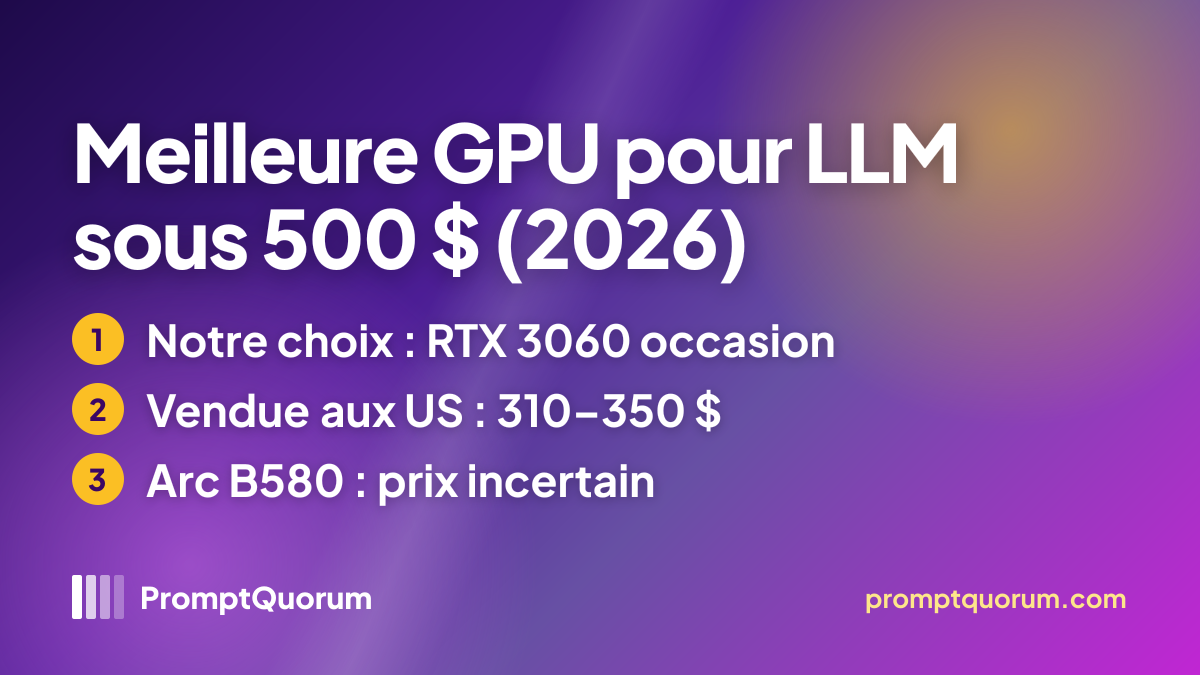 Meilleure GPU pour LLM
sous 500 $ (2026)
1 Notre choix : RTX 3060 occasion
2 Vendue aux US : 310–350 $
3 Arc B580 : prix incertain
PromptQuorum
promptquorum.com